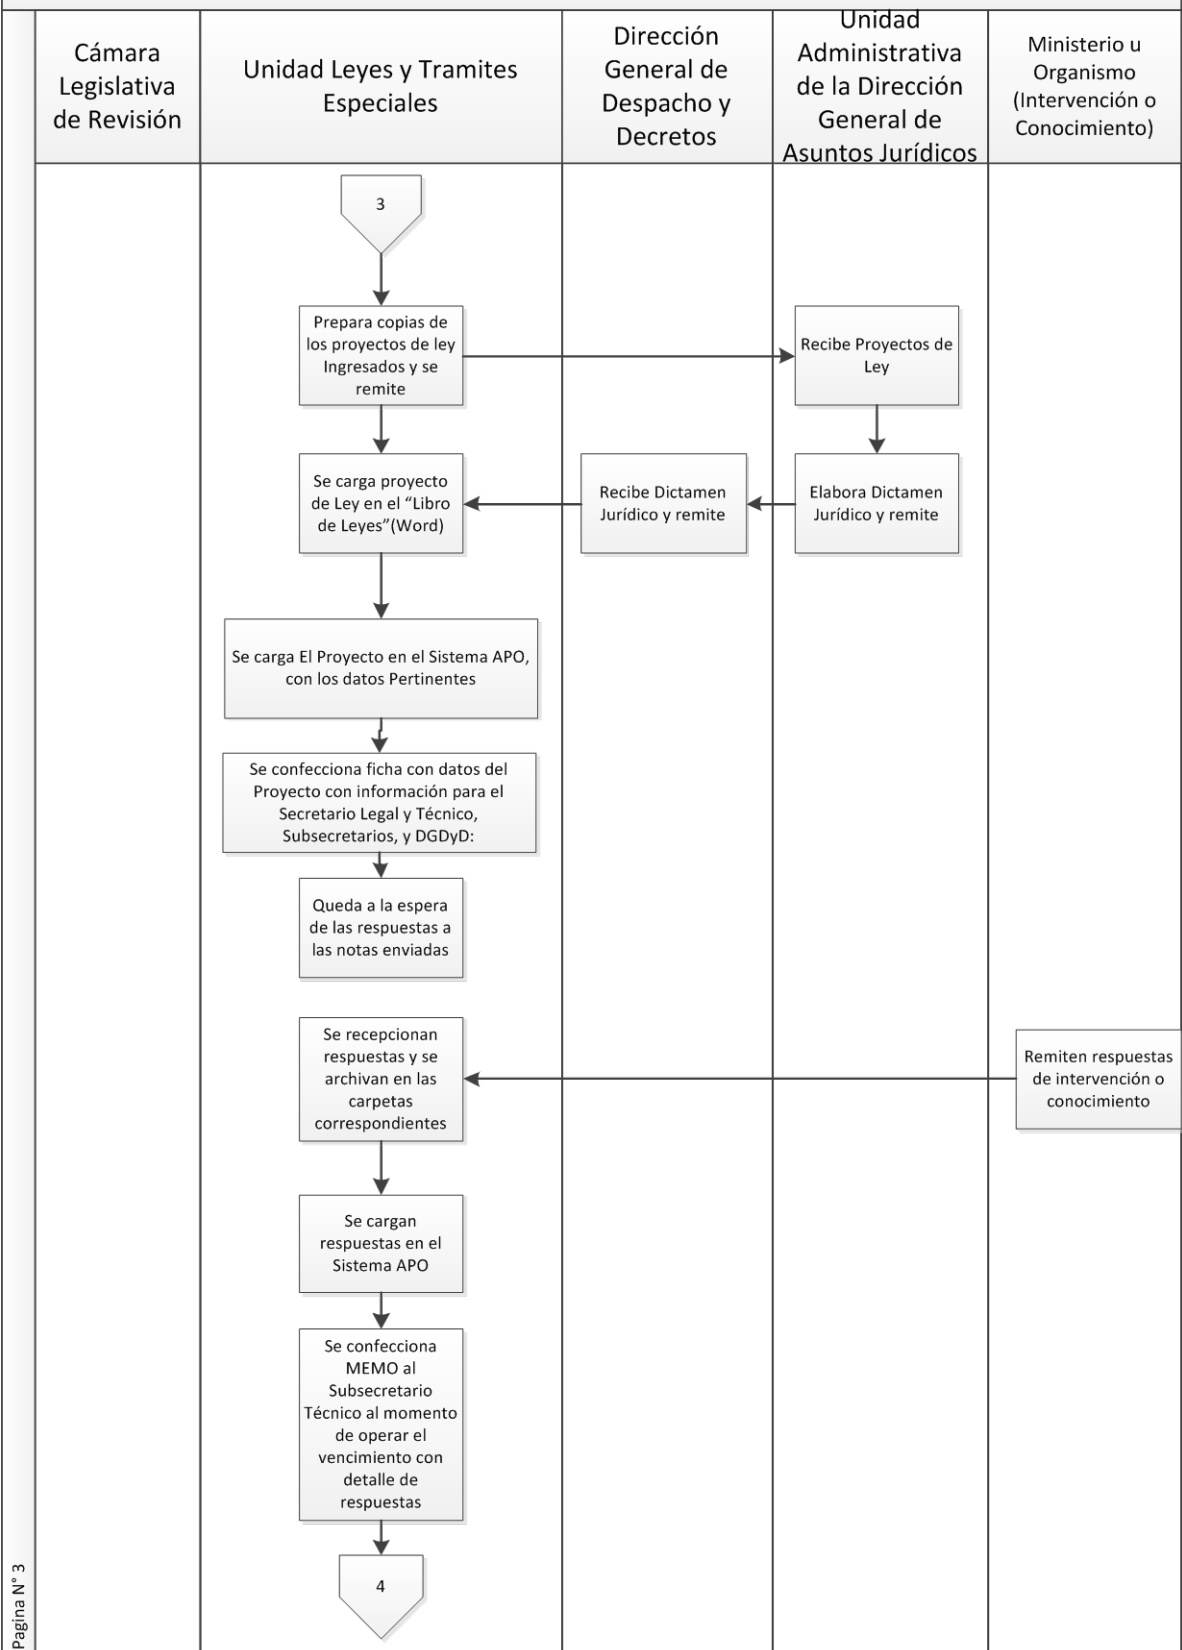 Cámara
Legislativa
de Revisión
Unidad Leyes y Tramites
Especiales
Dirección
General de
Despacho y
Decretos
Unidad
Administrativa
de la Dirección
General de
Asuntos Jurídicos
Ministerio u
Organismo
(Intervención o
Conocimiento)
3
Prepara copias de
los proyectos de ley
Ingresados y se
remite
Recibe Proyectos de
Ley
Se carga proyecto
de Ley en el “Libro
de Leyes”(Word)
Recibe Dictamen
Jurídico y remite
Elabora Dictamen
Jurídico y remite
Se carga El Proyecto en el Sistema APO,
con los datos Pertinentes
Se confecciona ficha con datos del
Proyecto con información para el
Secretario Legal y Técnico,
Subsecretarios, y DGDyD:
Queda a la espera
de las respuestas a
las notas enviadas
Se recepcionan
respuestas y se
archivan en las
carpetas
correspondientes
Remiten respuestas
de intervención o
conocimiento
Se cargan
respuestas en el
Sistema APO
Se confecciona
MEMO al
Subsecretario
Técnico al momento
de operar el
vencimiento con
detalle de
respuestas
4
Pagina N° 3